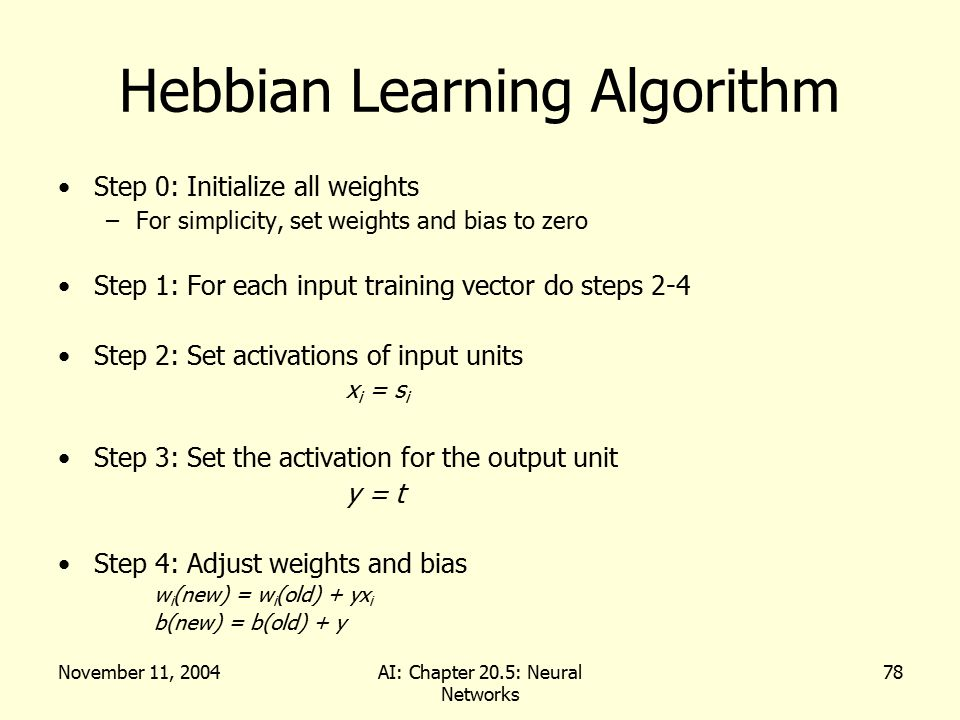 Hebbian Learning Algorithm
• Step 0: Initialize all weights
– For simplicity, set weights and bias to zero
• Step 1: For each input training vector do steps 2-4
• Step 2: Set activations of input units
xᵢ = sᵢ
• Step 3: Set the activation for the output unit
y = t
• Step 4: Adjust weights and bias
wᵢ(new) = wᵢ(old) + yxᵢ
b(new) = b(old) + y
November 11, 2004
AI: Chapter 20.5: Neural
Networks
78